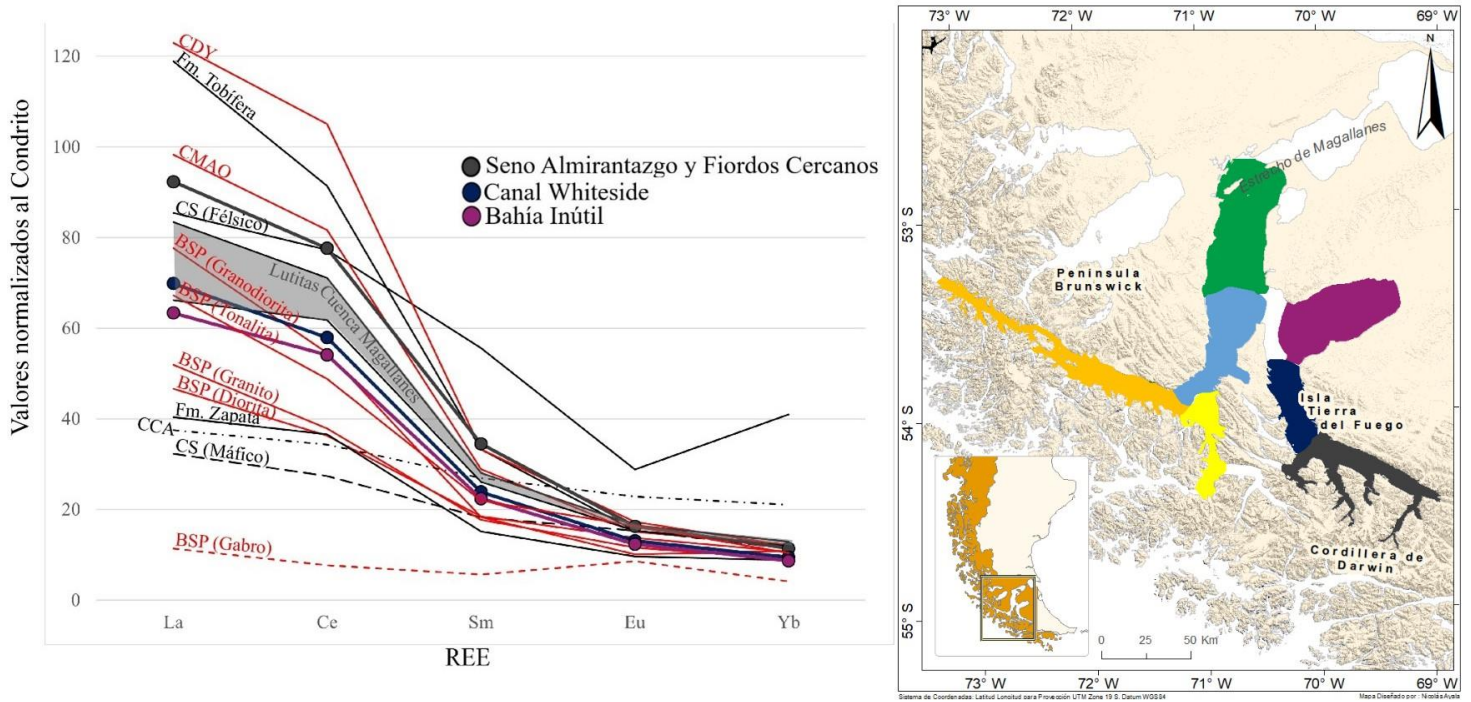 Valores normalizados al Condrito
120
100
80
60
40
20
0
CDY
Fm. Tobífera
CMAO
CS (Félsico)
BSP (Granodiorita)
Lutitas Cuenca Magallanes
BSP (Tonalita)
BSP (Granito)
BSP (Diorita)
Fm. Zapata
CCA
CS (Máfico)
BSP (Gabro)
Seno Almirantazgo y Fiordos Cercanos
Canal Whiteside
Bahía Inútil
La
Ce
Sm
Eu
Yb
REE
73° W
72° W
71° W
70° W
69° W
N
Estrecho de Magallanes
53° S
Peninsula
Brunswick
54° S
Isla
Tierra
del Fuego
Cordillera de
Darwin
55° S
0 25 50 Km
73° W
72° W
71° W
70° W
69° W
Sistema de Coordenadas: Latitud Lontitud para Proyección UTM Zone 19 S. Datum WGS84
Mapa Diseñado por : Nicolás Ayala